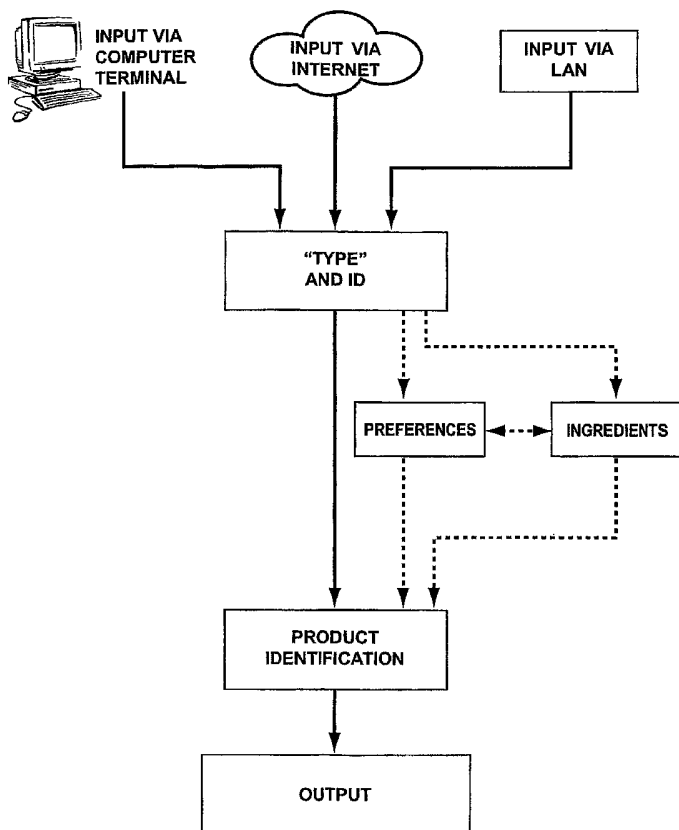 INPUT VIA
COMPUTER
TERMINAL
INPUT VIA
INTERNET
INPUT VIA
LAN
“TYPE”
AND ID
PREFERENCES
INGREDIENTS
PRODUCT
IDENTIFICATION
OUTPUT